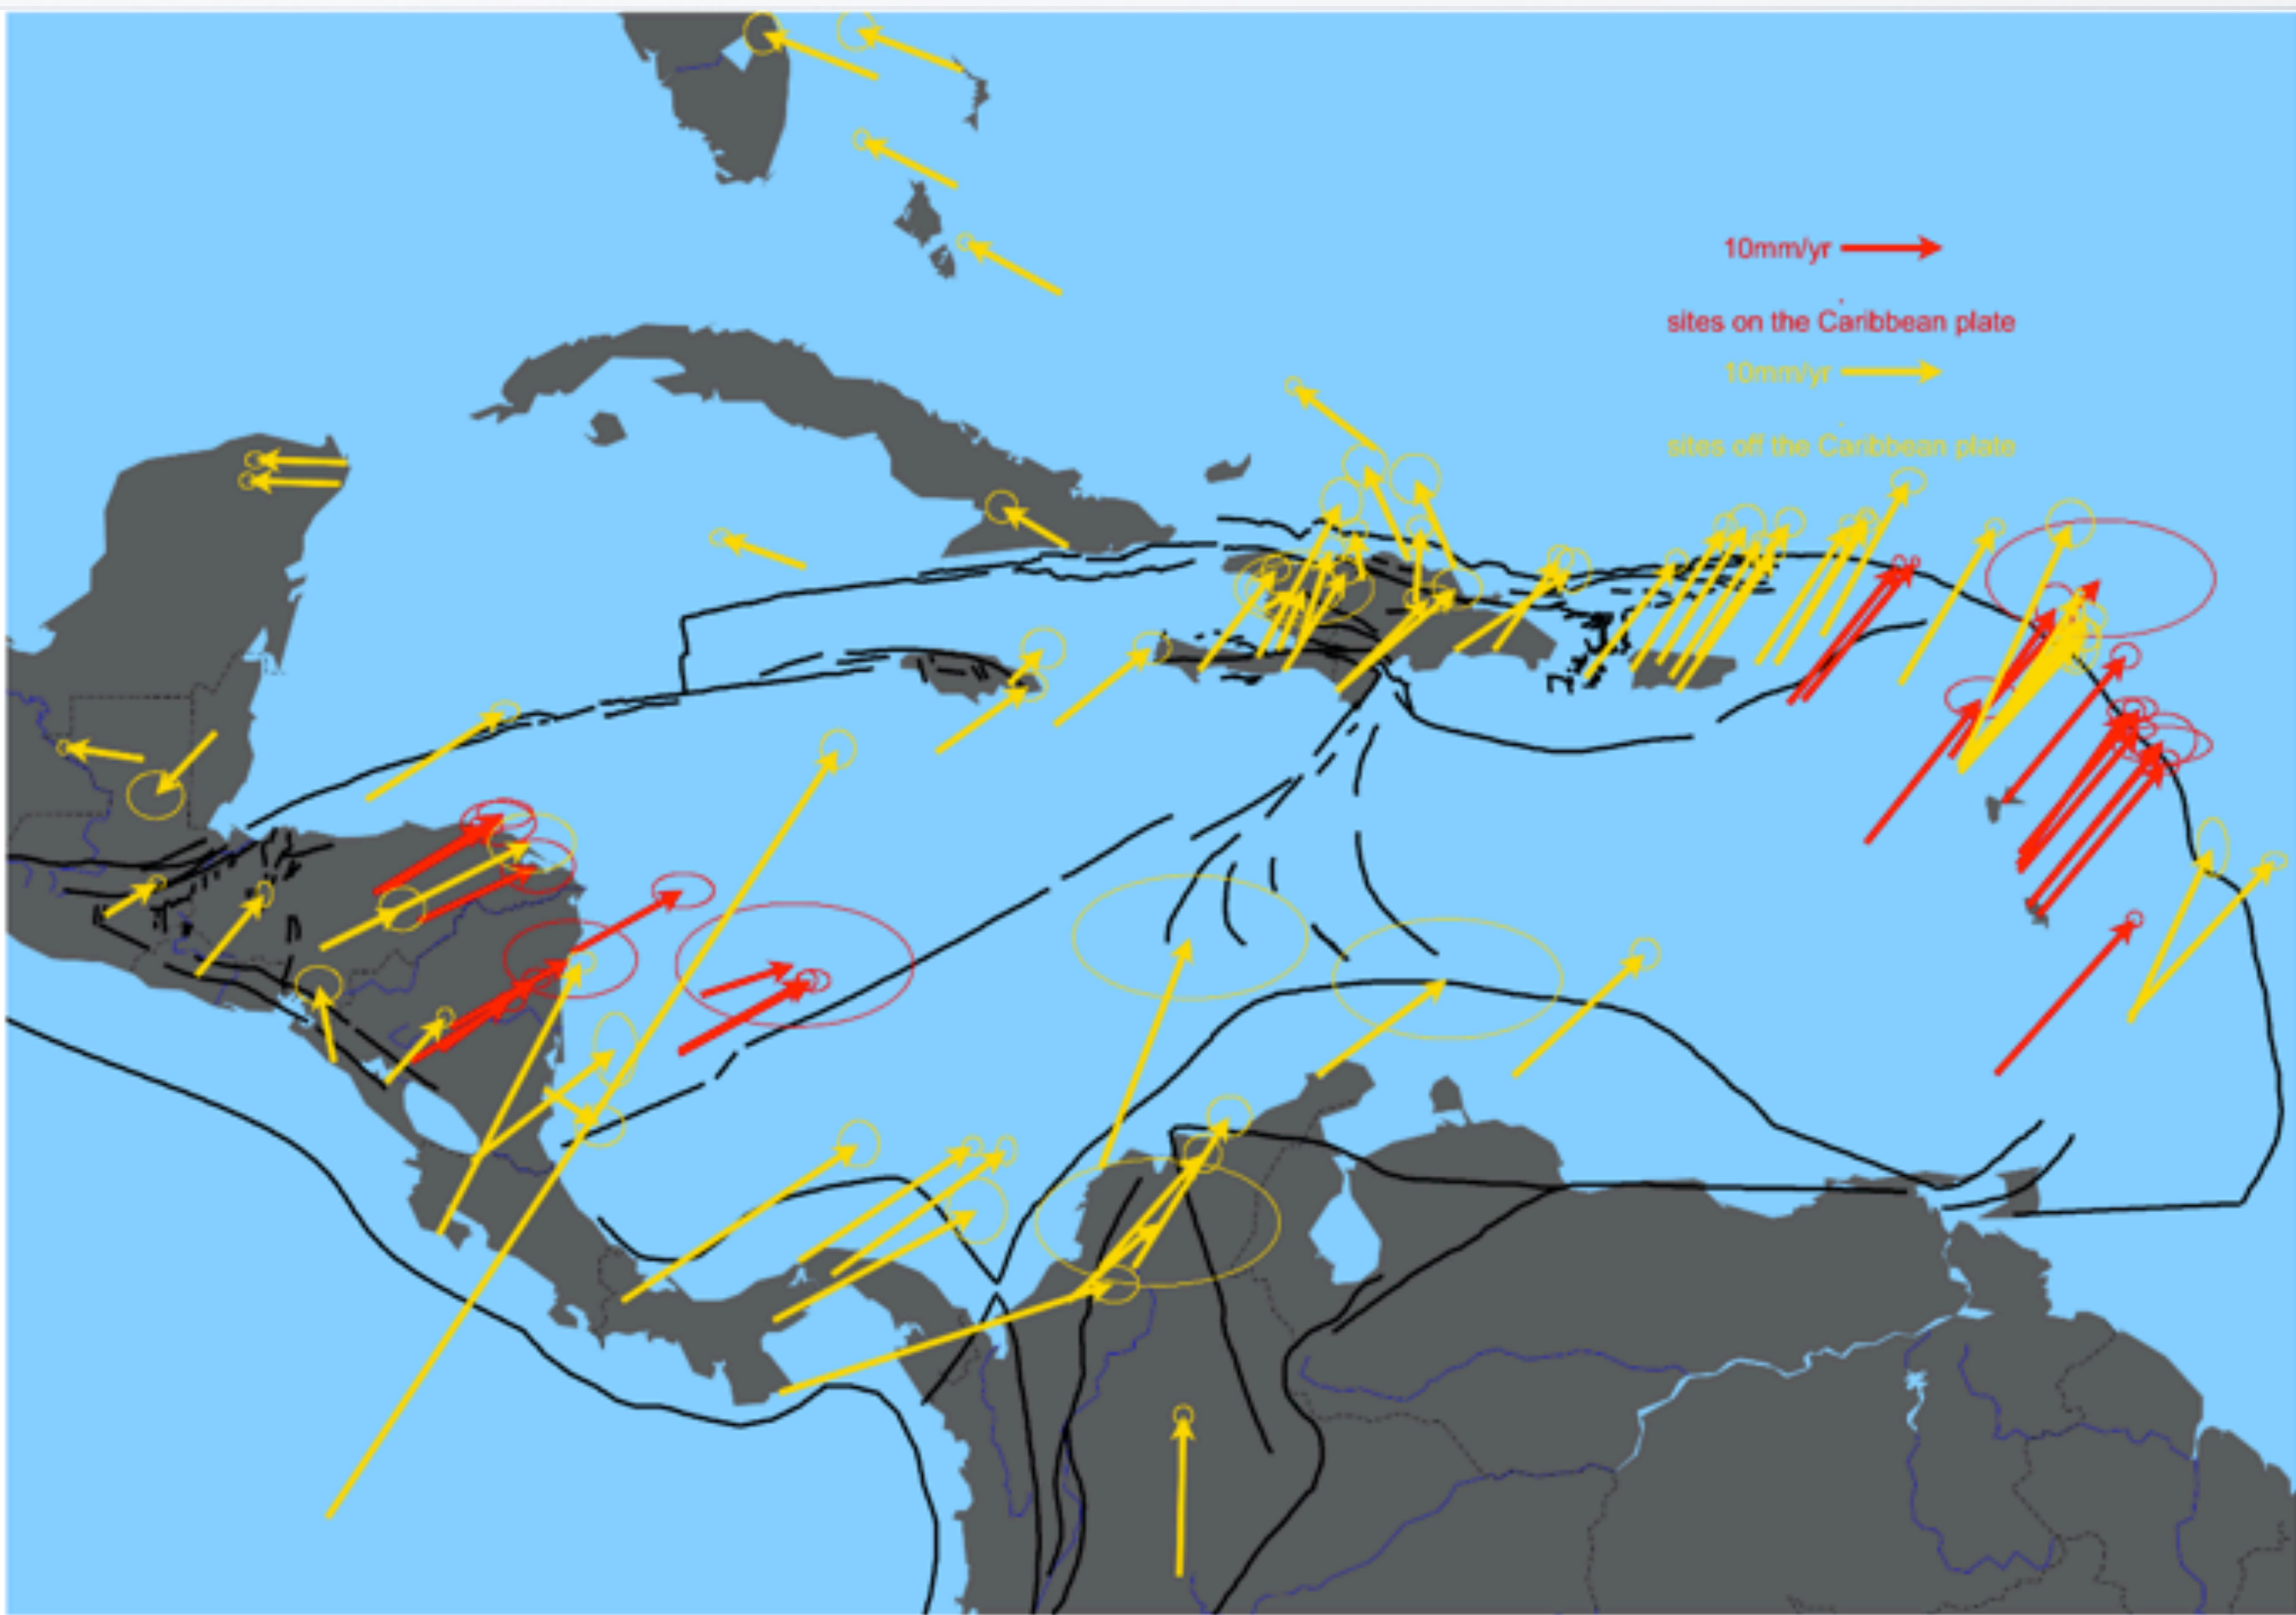 10mm/yr
sites on the Caribbean plate
10mm/yr
sites off the Caribbean plate